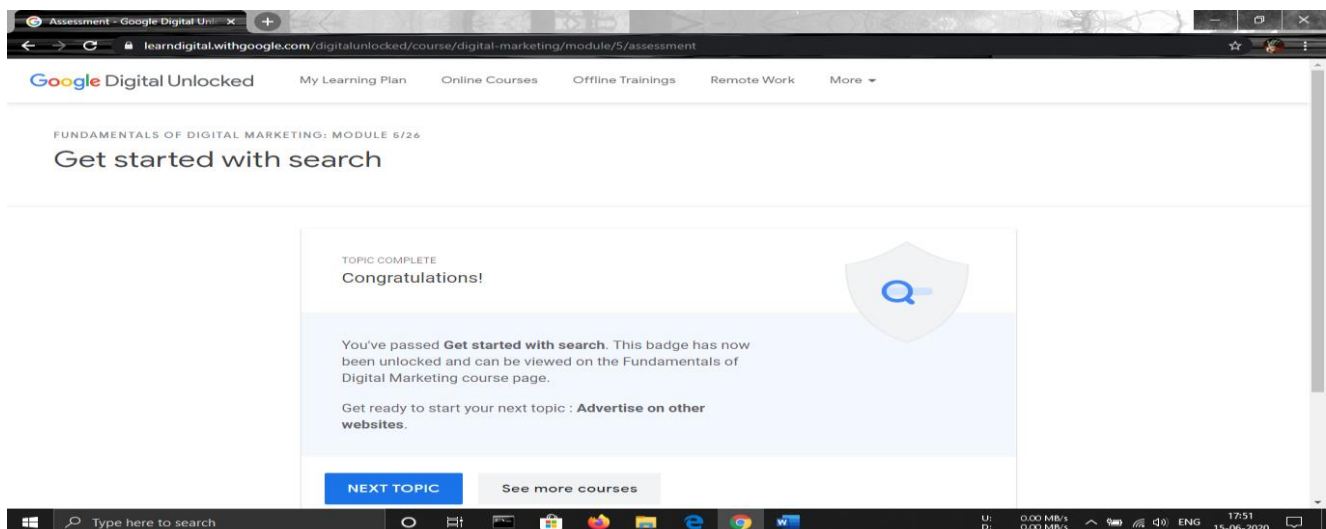 Assessment - Google Digital Unl
learndigital.withgoogle.com/digitalunlocked/course/digital-marketing/module/5/assessment
Google Digital Unlocked My Learning Plan Online Courses Offline Trainings Remote Work More
FUNDAMENTALS OF DIGITAL MARKETING: MODULE 5/26
Get started with search
TOPIC COMPLETE
Congratulations!
You've passed Get started with search. This badge has now
been unlocked and can be viewed on the Fundamentals of
Digital Marketing course page.
Get ready to start your next topic : Advertise on other
websites.
NEXT TOPIC See more courses
Type here to search
U: 0.00 MB/s
D: 0.00 MB/s
ENG
17:51
15-06-2020